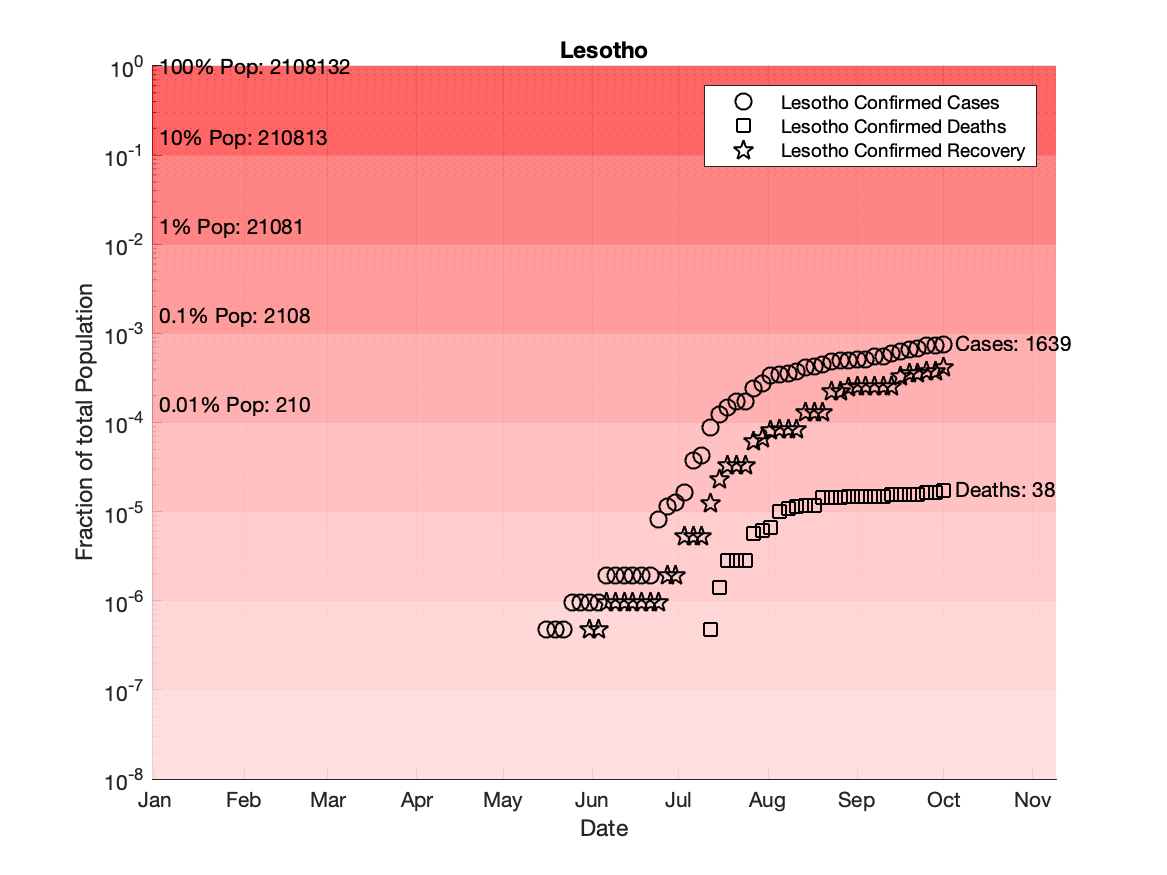 Lesotho
10^0
100% Pop: 2108132
Lesotho Confirmed Cases
Lesotho Confirmed Deaths
Lesotho Confirmed Recovery
10% Pop: 210813
10^-1
1% Pop: 21081
10^-2
0.1% Pop: 2108
10^-3
Cases: 1639
0.01% Pop: 210
10^-4
Deaths: 38
10^-5
10^-6
10^-7
10^-8
Fraction of total Population
Jan Feb Mar Apr May Jun Jul Aug Sep Oct Nov
Date